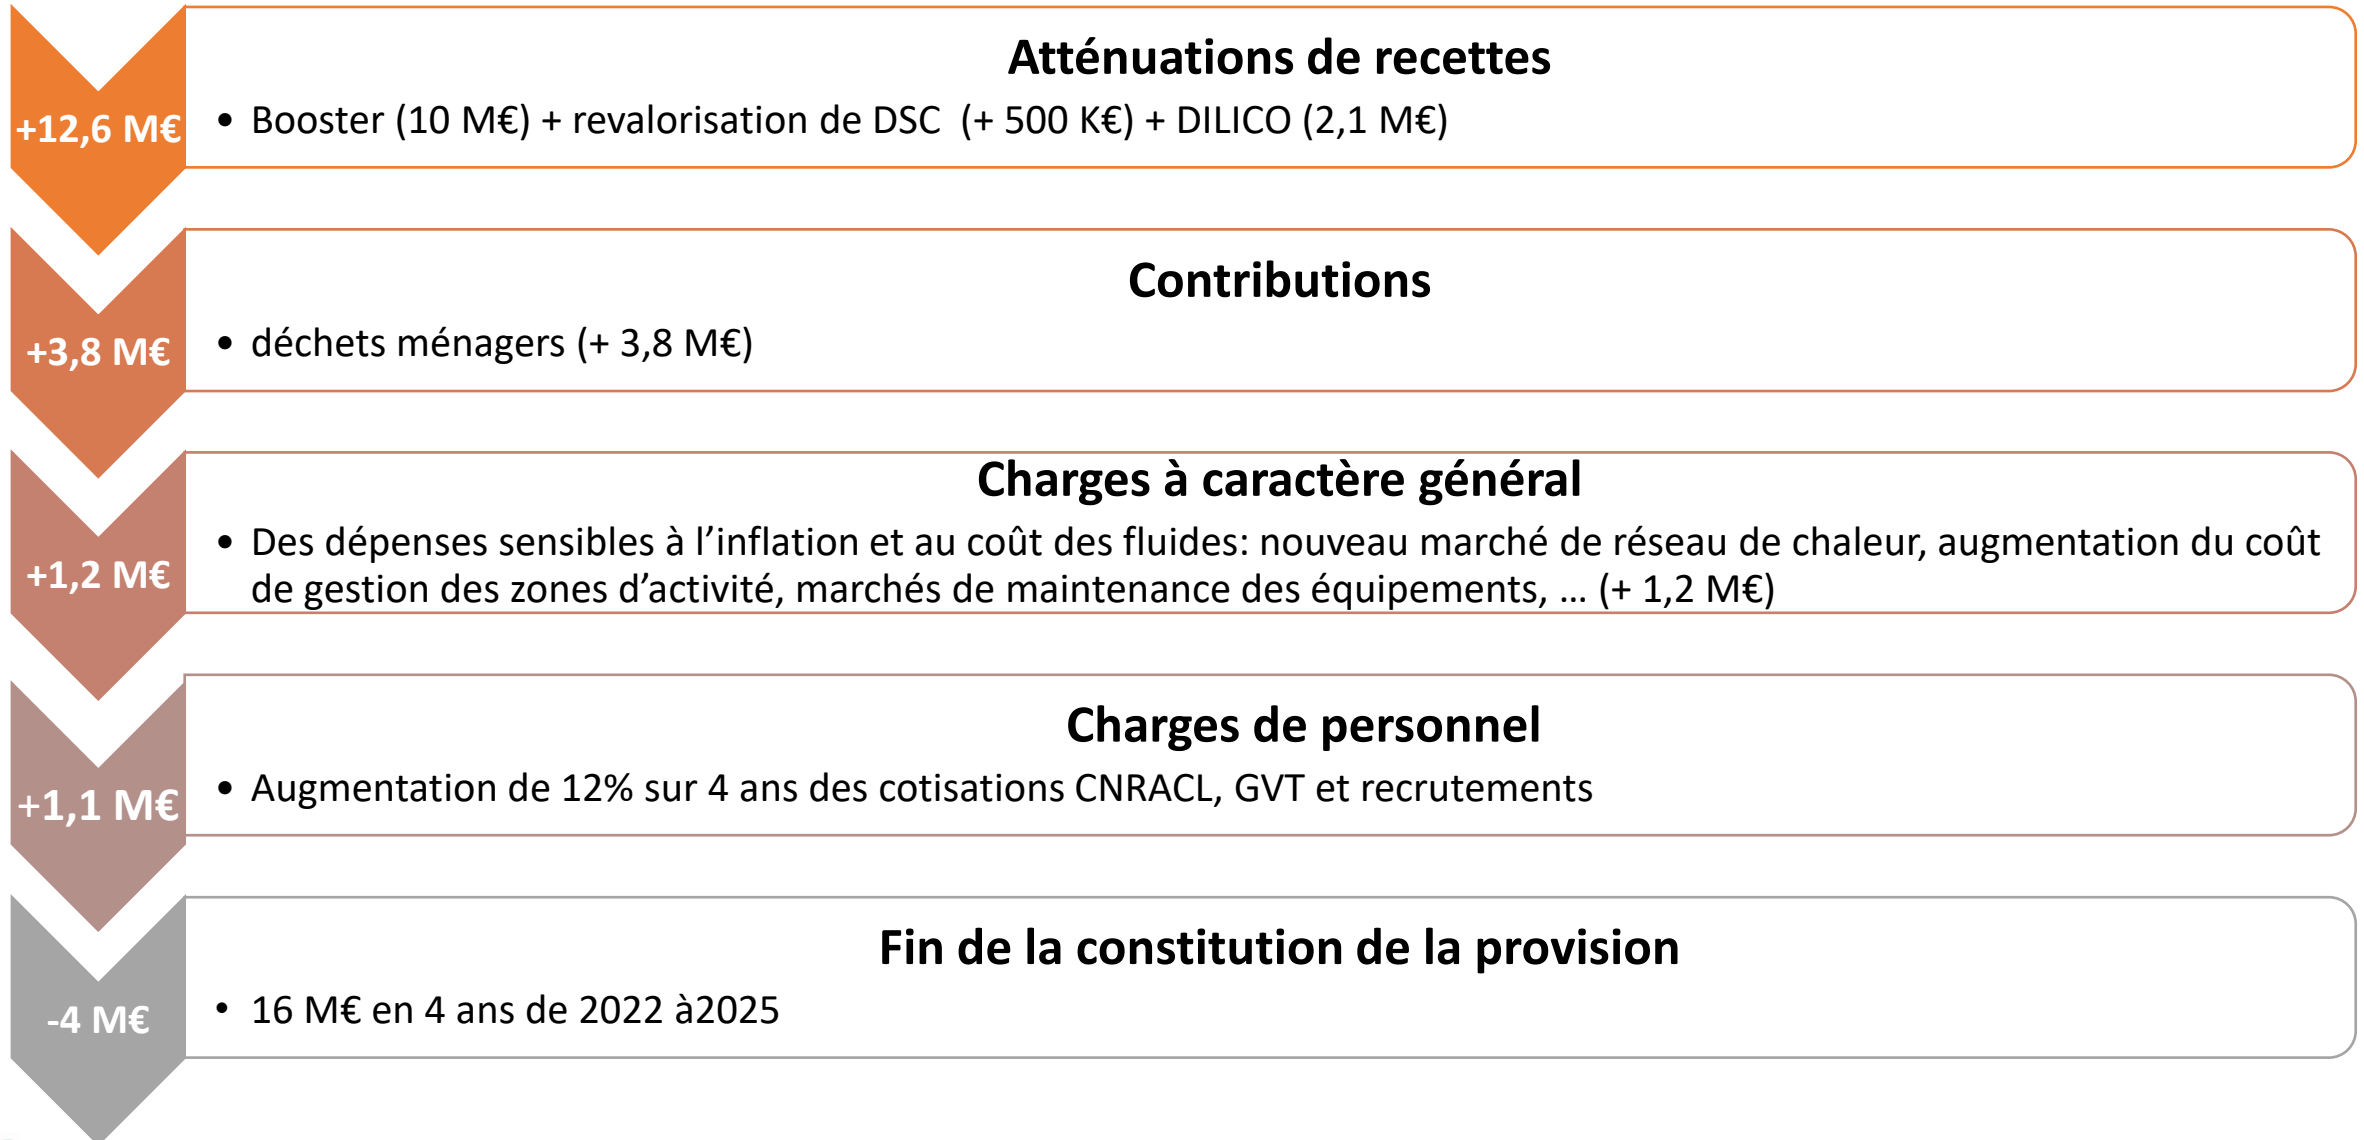 Atténuations de recettes
+12,6 M€
• Booster (10 M€) + revalorisation de DSC (+ 500 K€) + DILICO (2,1 M€)
Contributions
+3,8 M€
• déchets ménagers (+ 3,8 M€)
Charges à caractère général
+1,2 M€
• Des dépenses sensibles à l’inflation et au coût des fluides: nouveau marché de réseau de chaleur, augmentation du coût
de gestion des zones d’activité, marchés de maintenance des équipements, … (+ 1,2 M€)
Charges de personnel
+1,1 M€
• Augmentation de 12% sur 4 ans des cotisations CNRACL, GVT et recrutements
Fin de la constitution de la provision
-4 M€
• 16 M€ en 4 ans de 2022 à2025